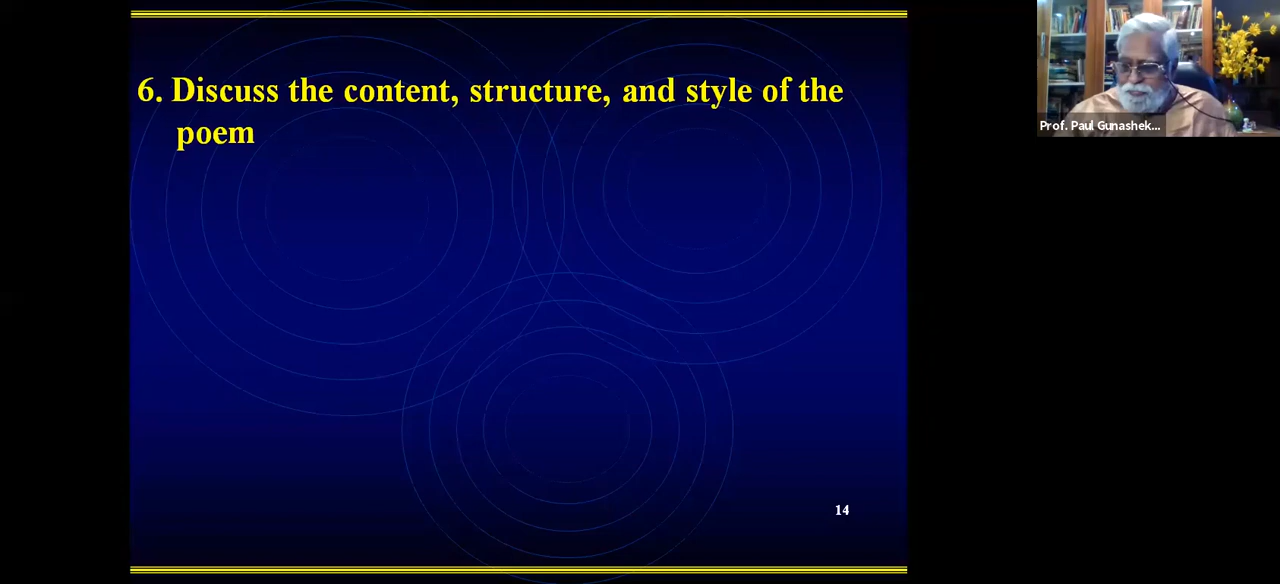 6. Discuss the content, structure, and style of the
poem
14
Prof. Paul Gunashek...